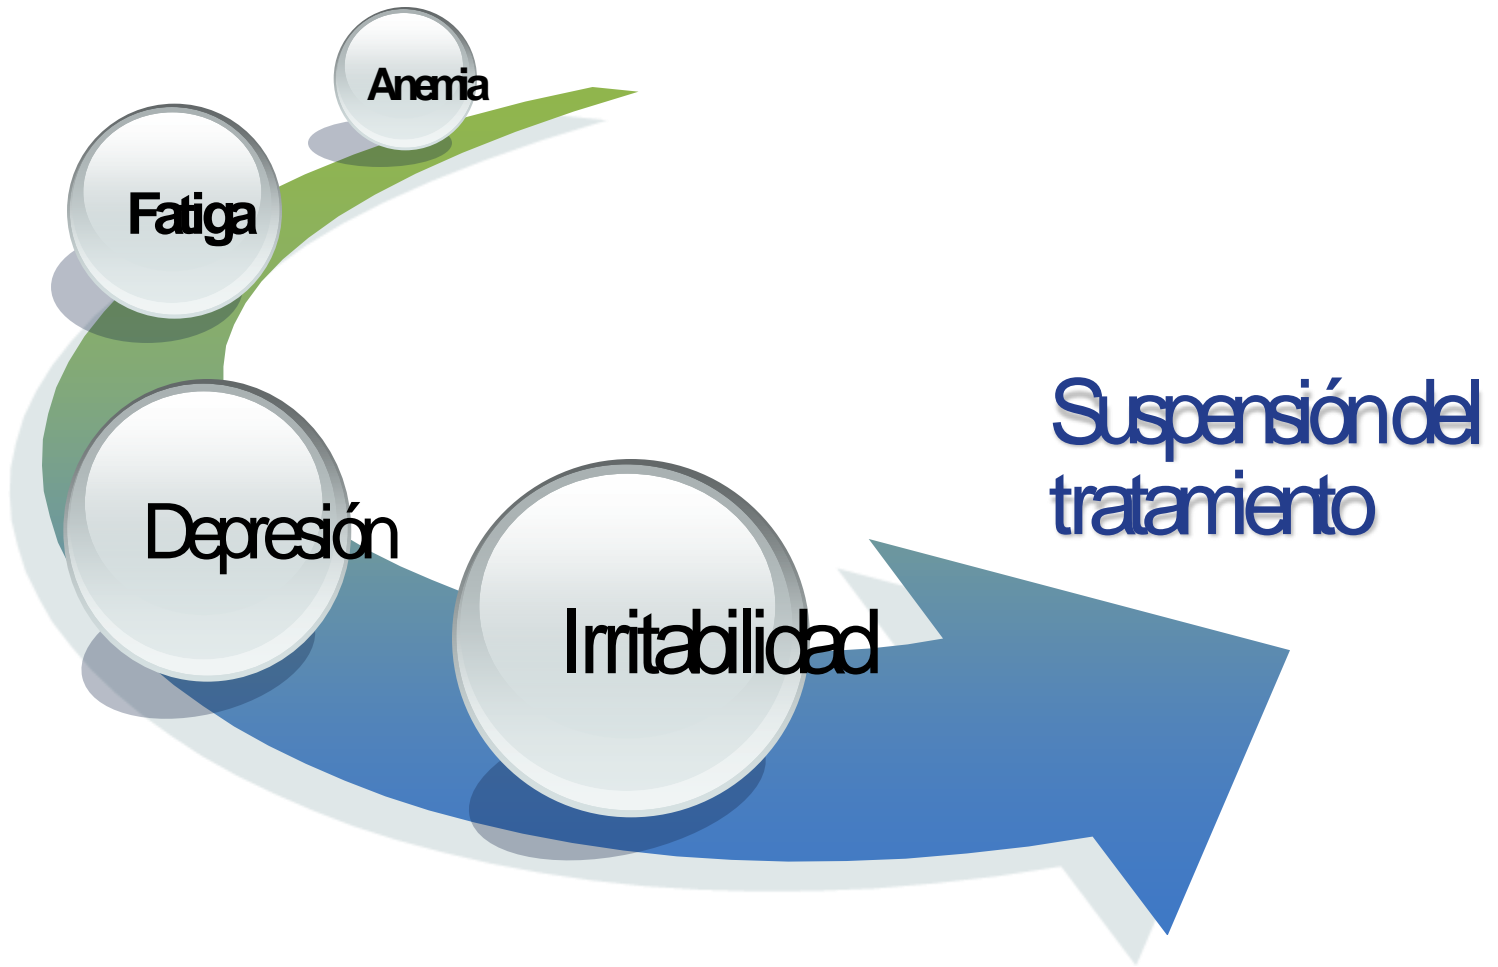 Anemia
Fatiga
Depresión
Irritabilidad
Suspensión del
tratamiento